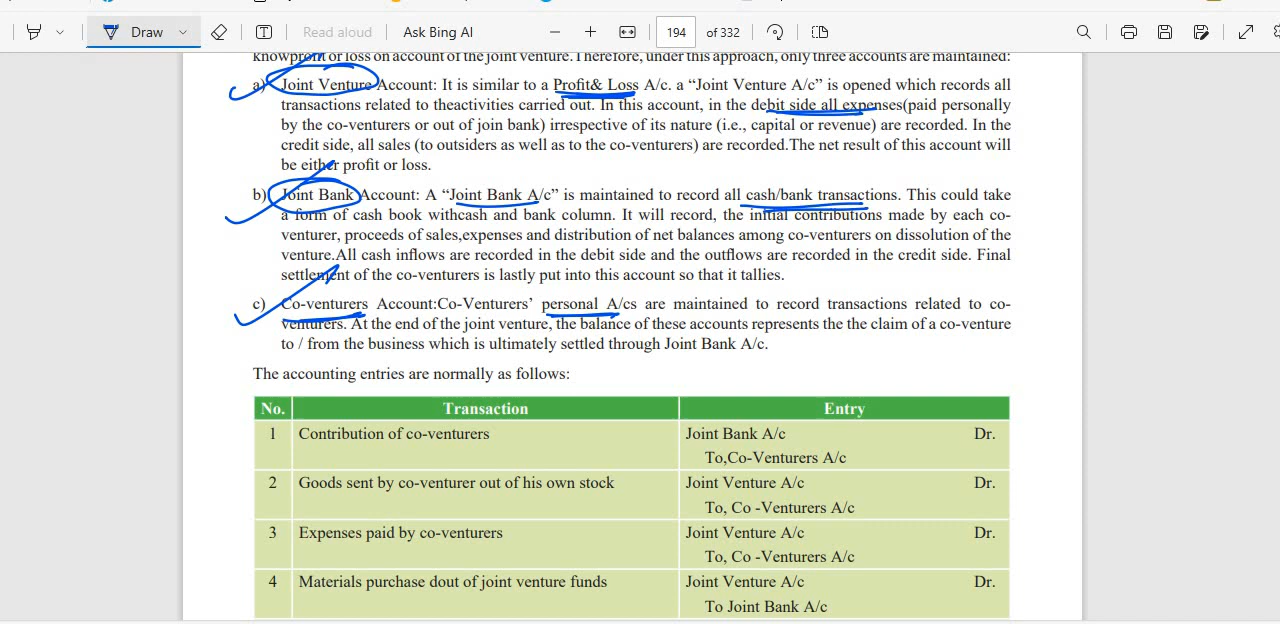 Draw
Read aloud
Ask Bing AI
194
of 332
knowprofit or loss on account of the joint venture.Therefore, under this approach, only three accounts are maintained:
a) Joint Venture Account: It is similar to a Profit& Loss A/c. a “Joint Venture A/c” is opened which records all
transactions related to theactivities carried out. In this account, in the debit side all expenses(paid personally
by the co-venturers or out of join bank) irrespective of its nature (i.e., capital or revenue) are recorded. In the
credit side, all sales (to outsiders as well as to the co-venturers) are recorded.The net result of this account will
be either profit or loss.
b) Joint Bank Account: A “Joint Bank A/c” is maintained to record all cash/bank transactions. This could take
a form of cash book withcash and bank column. It will record, the initial contributions made by each co-
venturer, proceeds of sales,expenses and distribution of net balances among co-venturers on dissolution of the
venture.All cash inflows are recorded in the debit side and the outflows are recorded in the credit side. Final
settlement of the co-venturers is lastly put into this account so that it tallies.
c) Co-venturers Account:Co-Venturers’ personal A/cs are maintained to record transactions related to co-
venturers. At the end of the joint venture, the balance of these accounts represents the the claim of a co-venture
to / from the business which is ultimately settled through Joint Bank A/c.
The accounting entries are normally as follows:
No. Transaction Entry
1 Contribution of co-venturers Joint Bank A/c Dr.
To,Co-Venturers A/c
2 Goods sent by co-venturer out of his own stock Joint Venture A/c Dr.
To, Co -Venturers A/c
3 Expenses paid by co-venturers Joint Venture A/c Dr.
To, Co -Venturers A/c
4 Materials purchase dout of joint venture funds Joint Venture A/c Dr.
To Joint Bank A/c